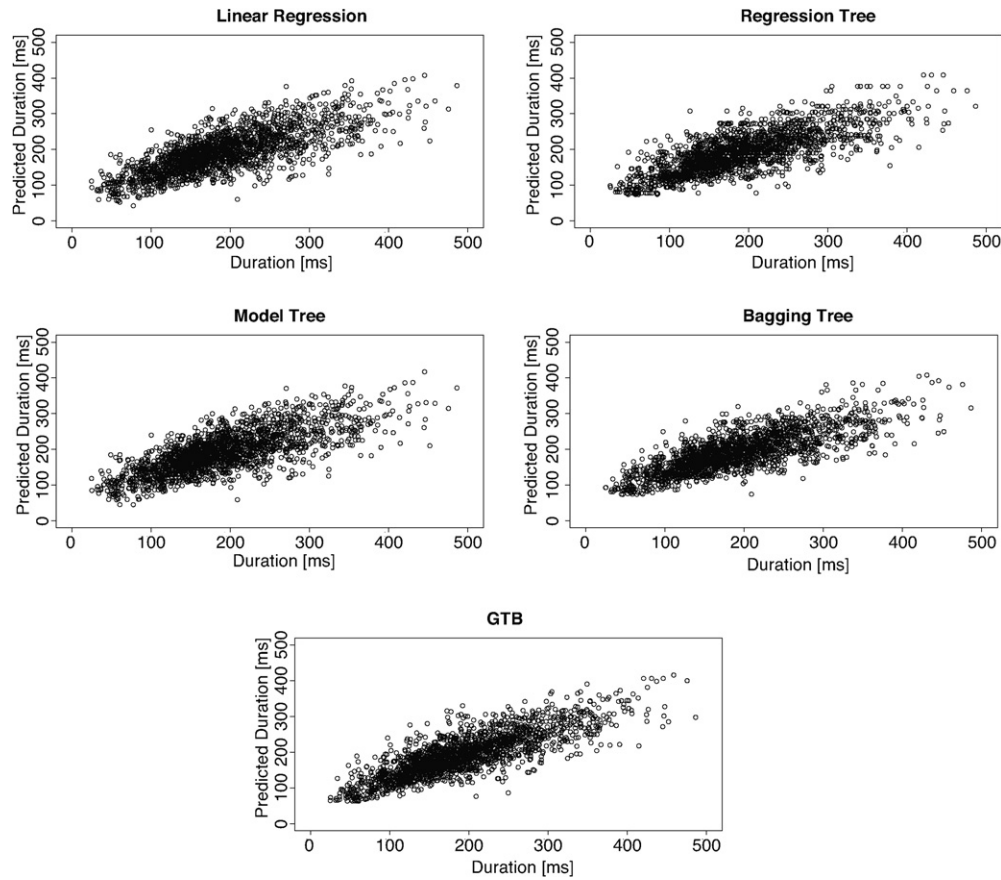 Linear Regression
Predicted Duration [ms]
500
400
300
200
100
0
0 100 200 300 400 500
Duration [ms]
Regression Tree
Predicted Duration [ms]
500
400
300
200
100
0
0 100 200 300 400 500
Duration [ms]
Model Tree
Predicted Duration [ms]
500
400
300
200
100
0
0 100 200 300 400 500
Duration [ms]
Bagging Tree
Predicted Duration [ms]
500
400
300
200
100
0
0 100 200 300 400 500
Duration [ms]
GTB
Predicted Duration [ms]
500
400
300
200
100
0
0 100 200 300 400 500
Duration [ms]